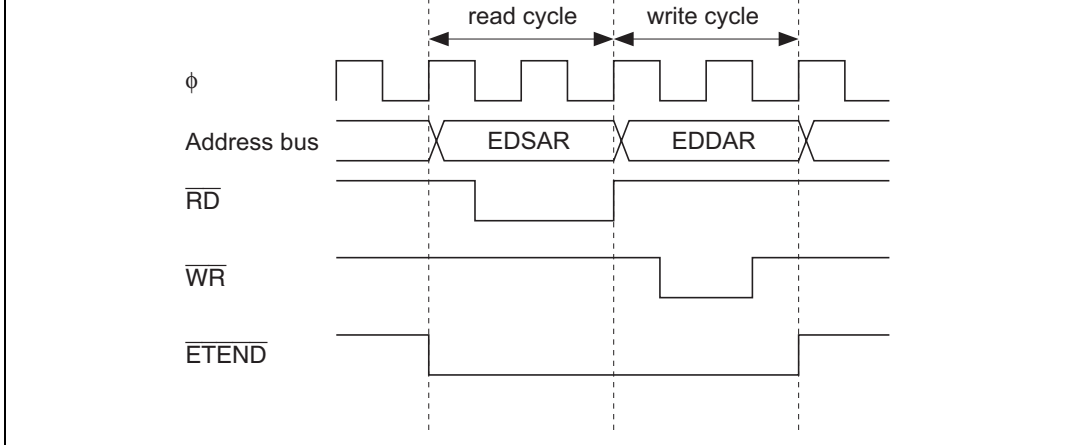 read cycle write cycle
ϕ
Address bus EDSAR EDDAR
RD
WR
ETEND